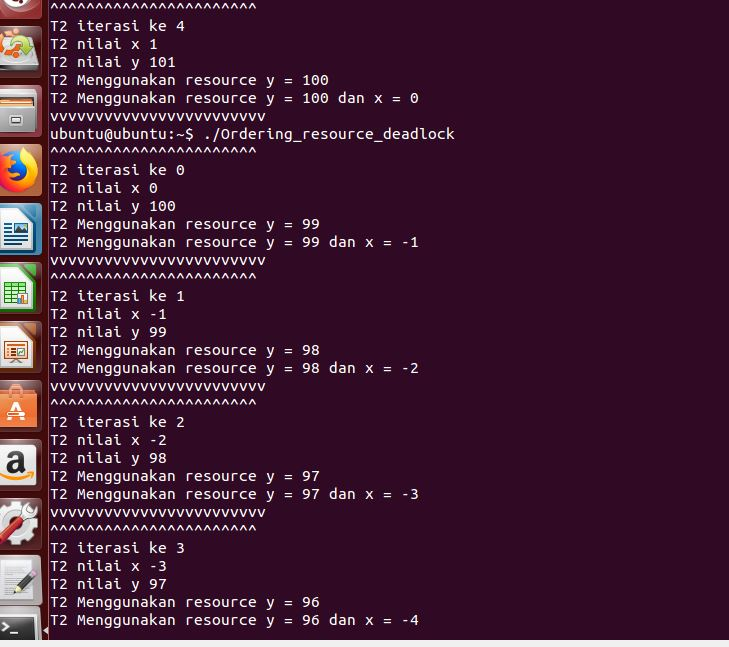 ^^^^^^^^^^^^^^^^^^^^^^^
T2 iterasi ke 4
T2 nilai x 1
T2 nilai y 101
T2 Menggunakan resource y = 100
T2 Menggunakan resource y = 100 dan x = 0
vvvvvvvvvvvvvvvvvvvvvvvv
ubuntu@ubuntu:~$ ./Ordering_resource_deadlock
^^^^^^^^^^^^^^^^^^^^^^^
T2 iterasi ke 0
T2 nilai x 0
T2 nilai y 100
T2 Menggunakan resource y = 99
T2 Menggunakan resource y = 99 dan x = -1
vvvvvvvvvvvvvvvvvvvvvvvv
^^^^^^^^^^^^^^^^^^^^^^^
T2 iterasi ke 1
T2 nilai x -1
T2 nilai y 99
T2 Menggunakan resource y = 98
T2 Menggunakan resource y = 98 dan x = -2
vvvvvvvvvvvvvvvvvvvvvvvv
^^^^^^^^^^^^^^^^^^^^^^^
T2 iterasi ke 2
T2 nilai x -2
T2 nilai y 98
T2 Menggunakan resource y = 97
T2 Menggunakan resource y = 97 dan x = -3
vvvvvvvvvvvvvvvvvvvvvvvv
^^^^^^^^^^^^^^^^^^^^^^^
T2 iterasi ke 3
T2 nilai x -3
T2 nilai y 97
T2 Menggunakan resource y = 96
T2 Menggunakan resource y = 96 dan x = -4